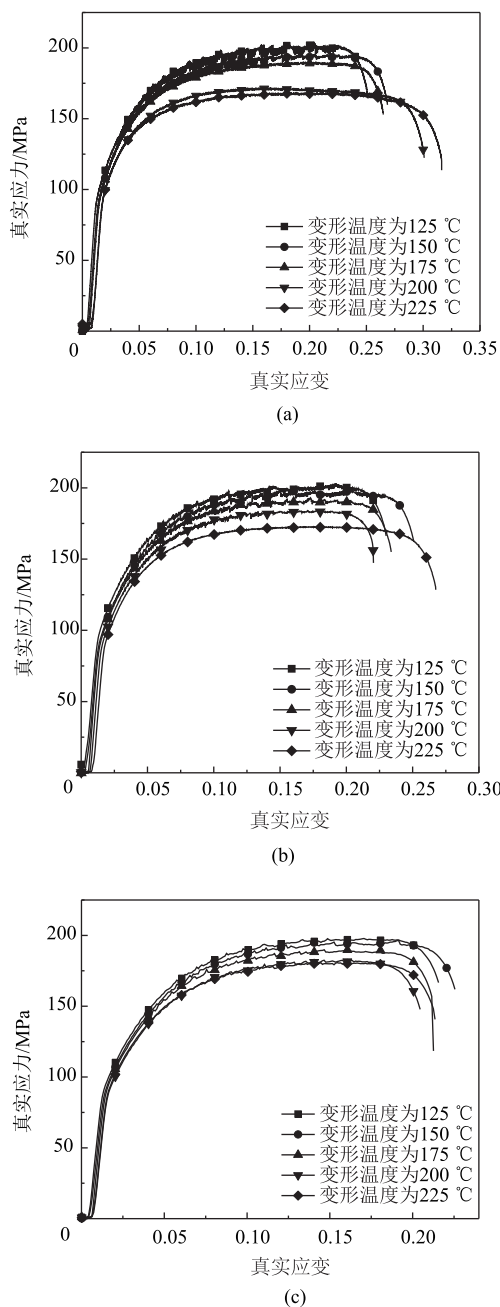 200
150
100
50
0
真实应力/MPa
变形温度为125 ℃
变形温度为150 ℃
变形温度为175 ℃
变形温度为200 ℃
变形温度为225 ℃
0.05 0.10 0.15 0.20 0.25 0.30 0.35
真实应变
(a)
200
150
100
50
0
真实应力/MPa
变形温度为125 ℃
变形温度为150 ℃
变形温度为175 ℃
变形温度为200 ℃
变形温度为225 ℃
0.05 0.10 0.15 0.20 0.25 0.30
真实应变
(b)
200
150
100
50
0
真实应力/MPa
变形温度为125 ℃
变形温度为150 ℃
变形温度为175 ℃
变形温度为200 ℃
变形温度为225 ℃
0.05 0.10 0.15 0.20
真实应变
(c)